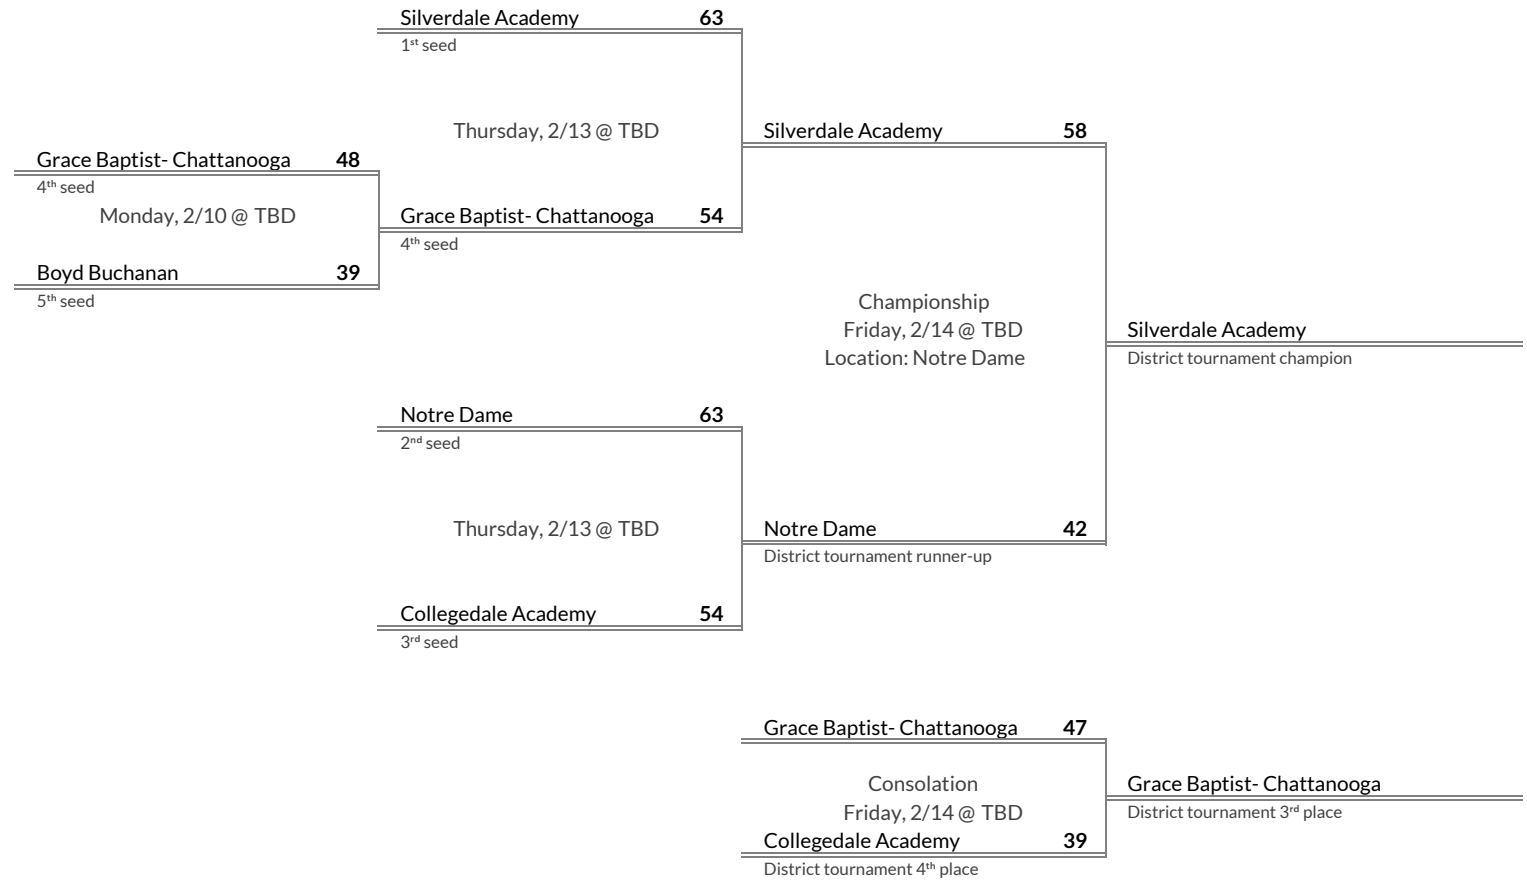 Silverdale Academy 63
1st seed
Thursday, 2/13 @ TBD
Silverdale Academy 58
Grace Baptist- Chattanooga 48
4th seed
Monday, 2/10 @ TBD
Grace Baptist- Chattanooga 54
4th seed
Boyd Buchanan 39
5th seed
Championship
Friday, 2/14 @ TBD
Location: Notre Dame
Silverdale Academy
District tournament champion
Notre Dame 63
2nd seed
Thursday, 2/13 @ TBD
Notre Dame 42
District tournament runner-up
Collegedale Academy 54
3rd seed
Grace Baptist- Chattanooga 47
Consolation
Friday, 2/14 @ TBD
Grace Baptist- Chattanooga
District tournament 3rd place
Collegedale Academy 39
District tournament 4th place